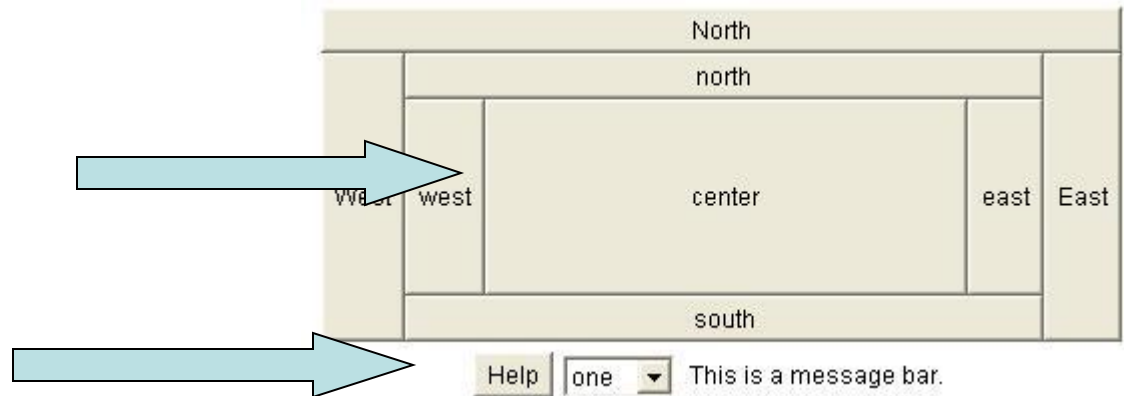 North
north
West west center east East
south
Help one This is a message bar.